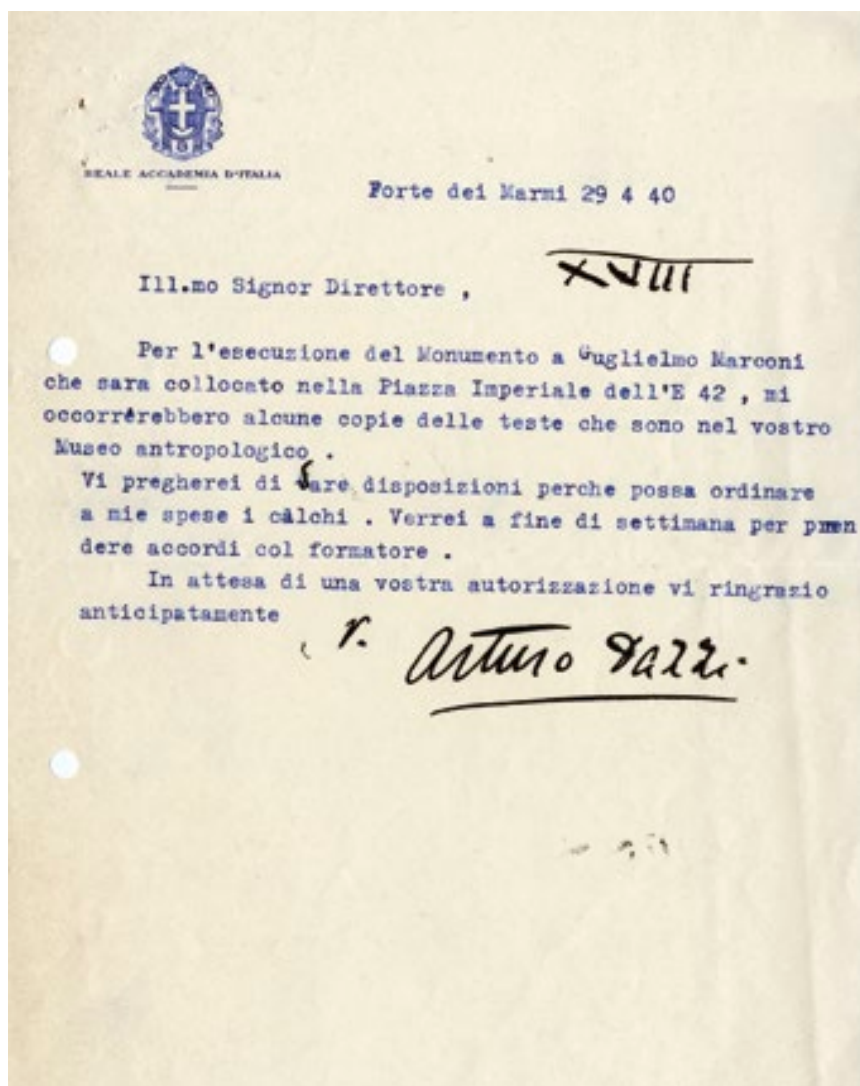 REALE ACCADEMIA D'ITALIA
Forte dei Marmi 29 4 40
XVIII
Ill.mo Signor Direttore ,
Per l'esecuzione del Monumento a Guglielmo Marconi
che sara collocato nella Piazza Imperiale dell'E 42 , mi
occorrerebbero alcune copie delle teste che sono nel vostro
Museo antropologico .
Vi pregherei di fare disposizioni perche possa ordinare
a mie spese i calchi . Verrei a fine di settimana per pren
dere accordi col formatore .
In attesa di una vostra autorizzazione vi ringrazio
anticipatamente
Arturo Dazzi.